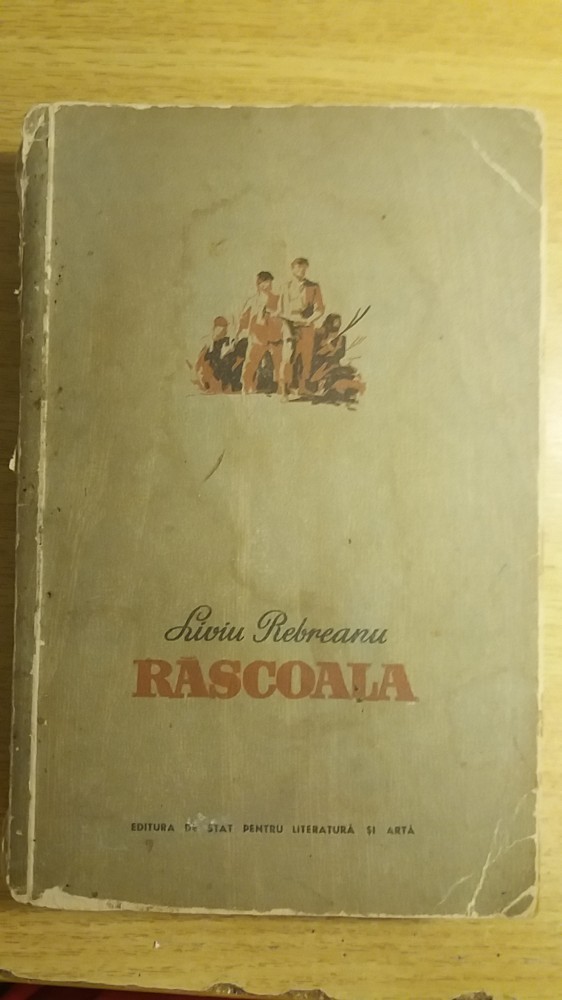 Liviu Rebreanu
RĂSCOALA
EDITURA DE STAT PENTRU LITERATURĂ ȘI ARTĂ